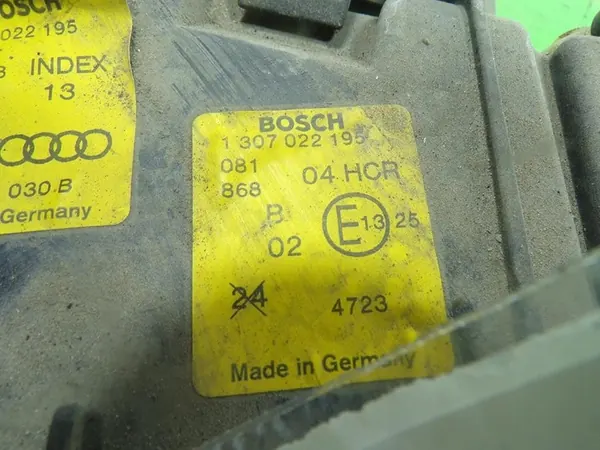 BOSCH
022 195
INDEX
13
030 B
Germany
BOSCH
1 307 022 195
081
868 04 HCR
B
02 E 13 25
24 4723
Made in Germany